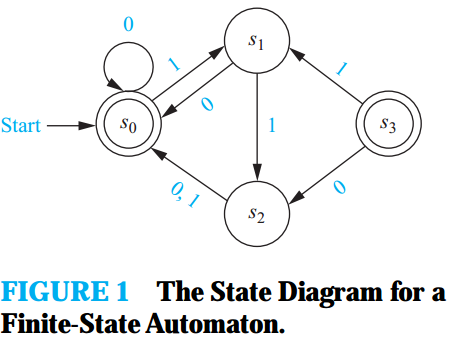 0
s1
1
1
0
Start
s0
1
s3
0, 1
0
s2
FIGURE 1 The State Diagram for a
Finite-State Automaton.